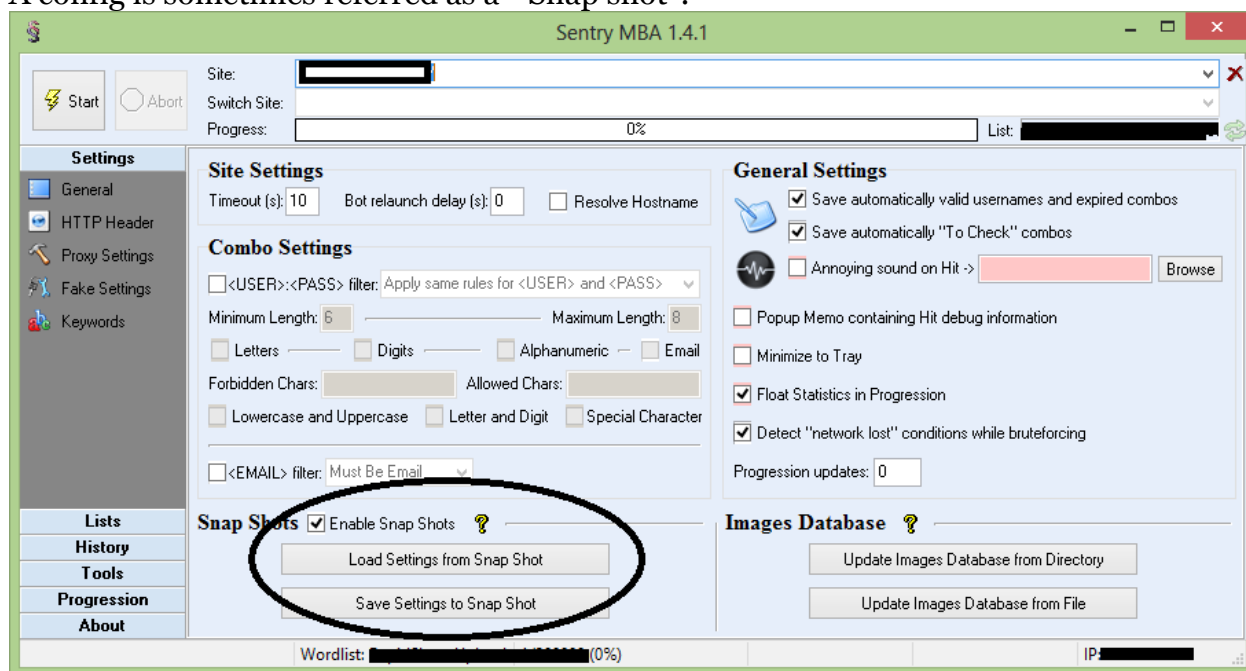 A config is sometimes referred as a "Snap shot".
Sentry MBA 1.4.1
Start
Abort
Site:
Switch Site:
Progress: 0% List:
Settings
General
HTTP Header
Proxy Settings
Fake Settings
Keywords
Lists
History
Tools
Progression
About
Site Settings
Timeout (s): 10 Bot relaunch delay (s): 0 Resolve Hostname
Combo Settings
<USER>:<PASS> filter: Apply same rules for <USER> and <PASS>
Minimum Length: 6 Maximum Length: 8
Letters Digits Alphanumeric Email
Forbidden Chars: Allowed Chars:
Lowercase and Uppercase Letter and Digit Special Character
<EMAIL> filter: Must Be Email
Snap Shots Enable Snap Shots ?
Load Settings from Snap Shot
Save Settings to Snap Shot
General Settings
Save automatically valid usernames and expired combos
Save automatically "To Check" combos
Annoying sound on Hit -> Browse
Popup Memo containing Hit debug information
Minimize to Tray
Float Statistics in Progression
Detect "network lost" conditions while bruteforcing
Progression updates: 0
Images Database ?
Update Images Database from Directory
Update Images Database from File
Wordlist: (0%) IP: